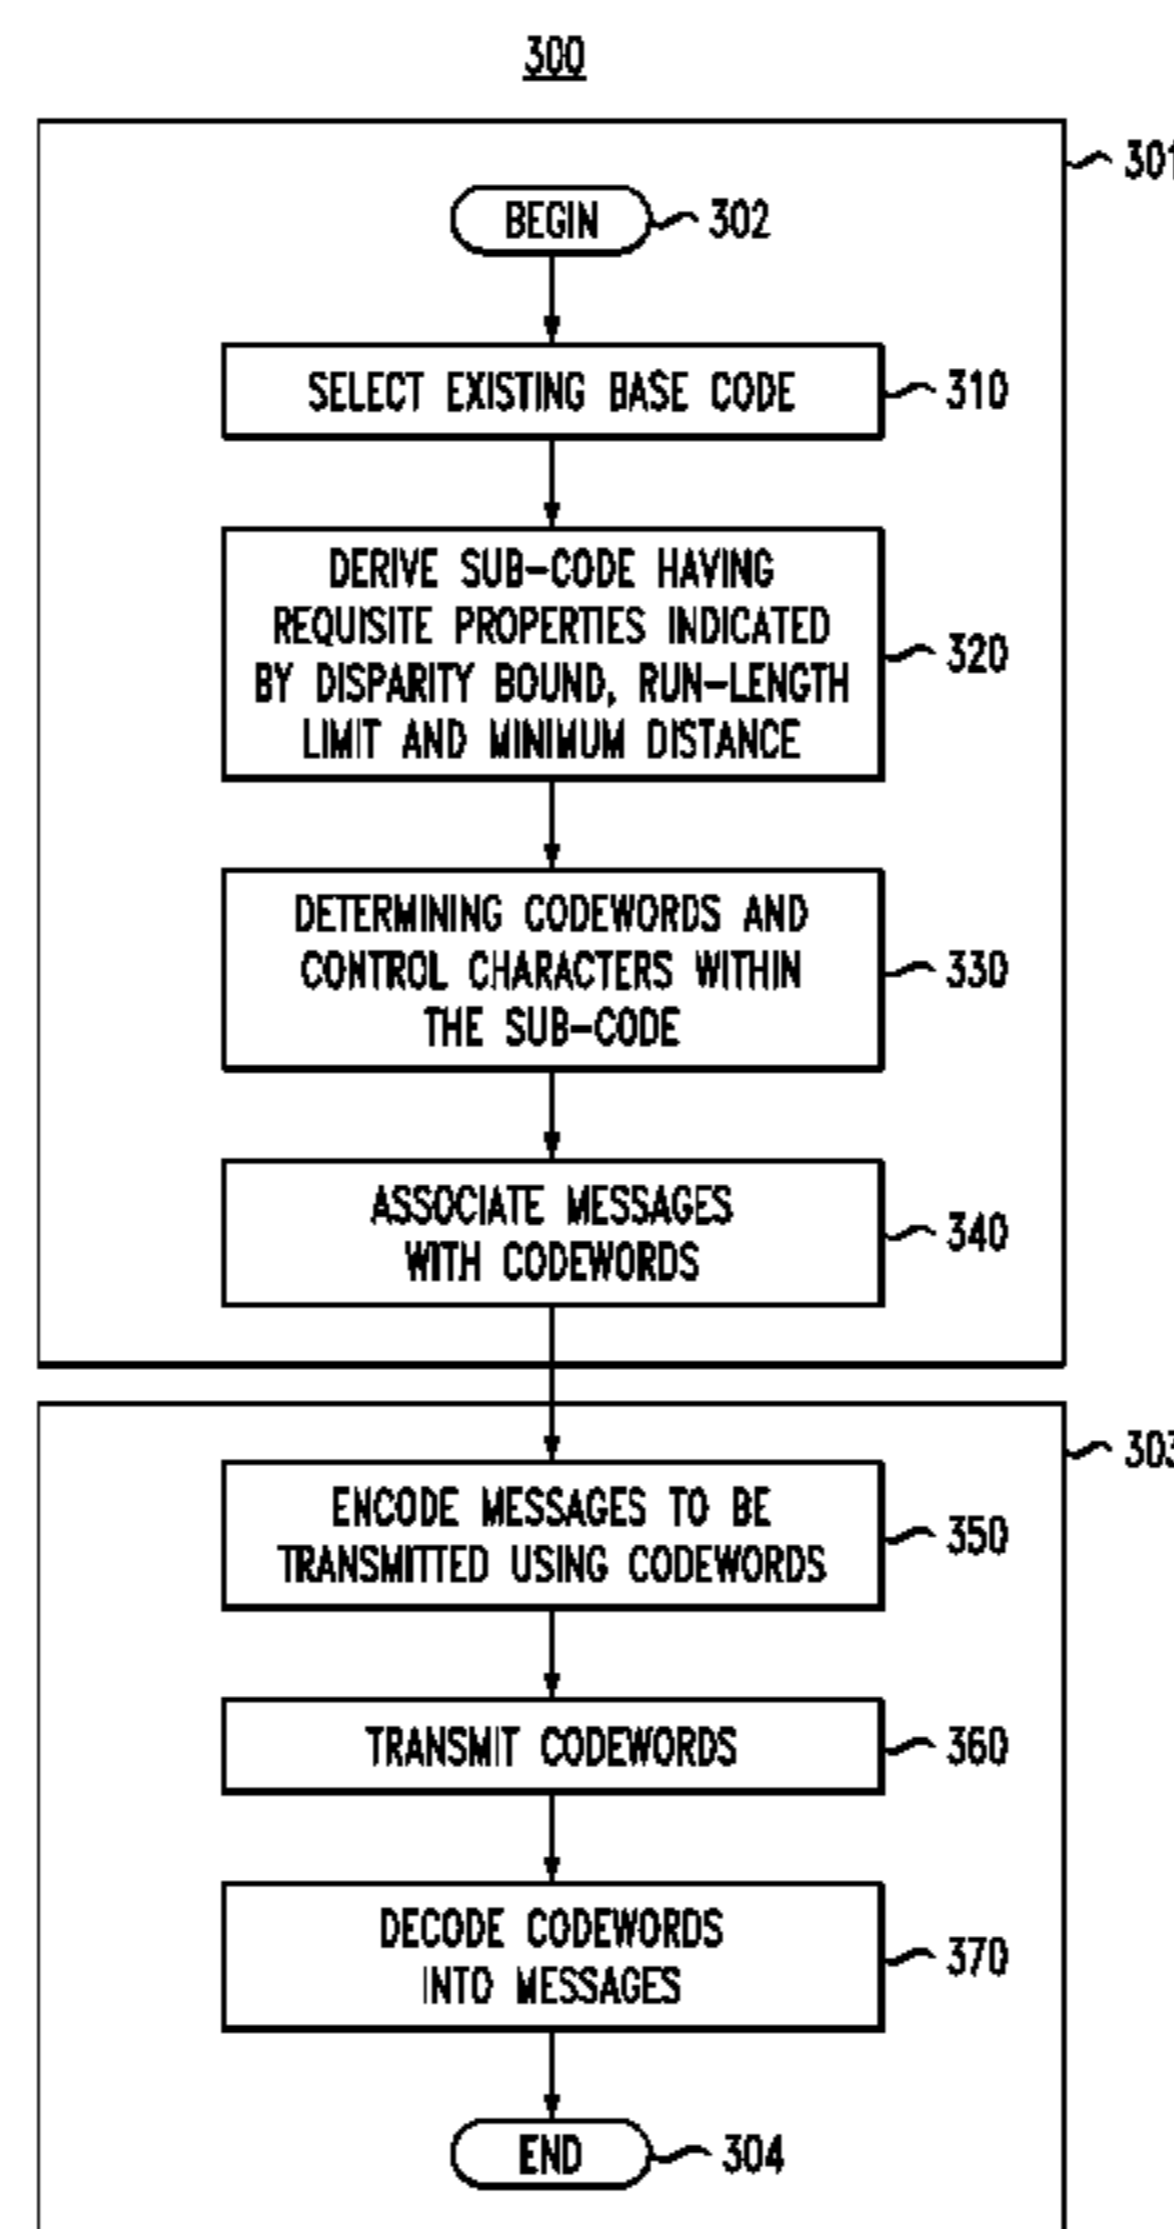 300
301
BEGIN 302
SELECT EXISTING BASE CODE 310
DERIVE SUB-CODE HAVING
REQUISITE PROPERTIES INDICATED
BY DISPARITY BOUND, RUN-LENGTH
LIMIT AND MINIMUM DISTANCE
320
DETERMINING CODEWORDS AND
CONTROL CHARACTERS WITHIN
THE SUB-CODE
330
ASSOCIATE MESSAGES
WITH CODEWORDS
340
303
ENCODE MESSAGES TO BE
TRANSMITTED USING CODEWORDS
350
TRANSMIT CODEWORDS 360
DECODE CODEWORDS
INTO MESSAGES
370
END 304